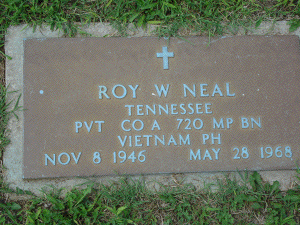 ROY W NEAL
TENNESSEE
PVT CO A 720 MP BN
VIETNAM PH
NOV 8 1946 MAY 28 1968